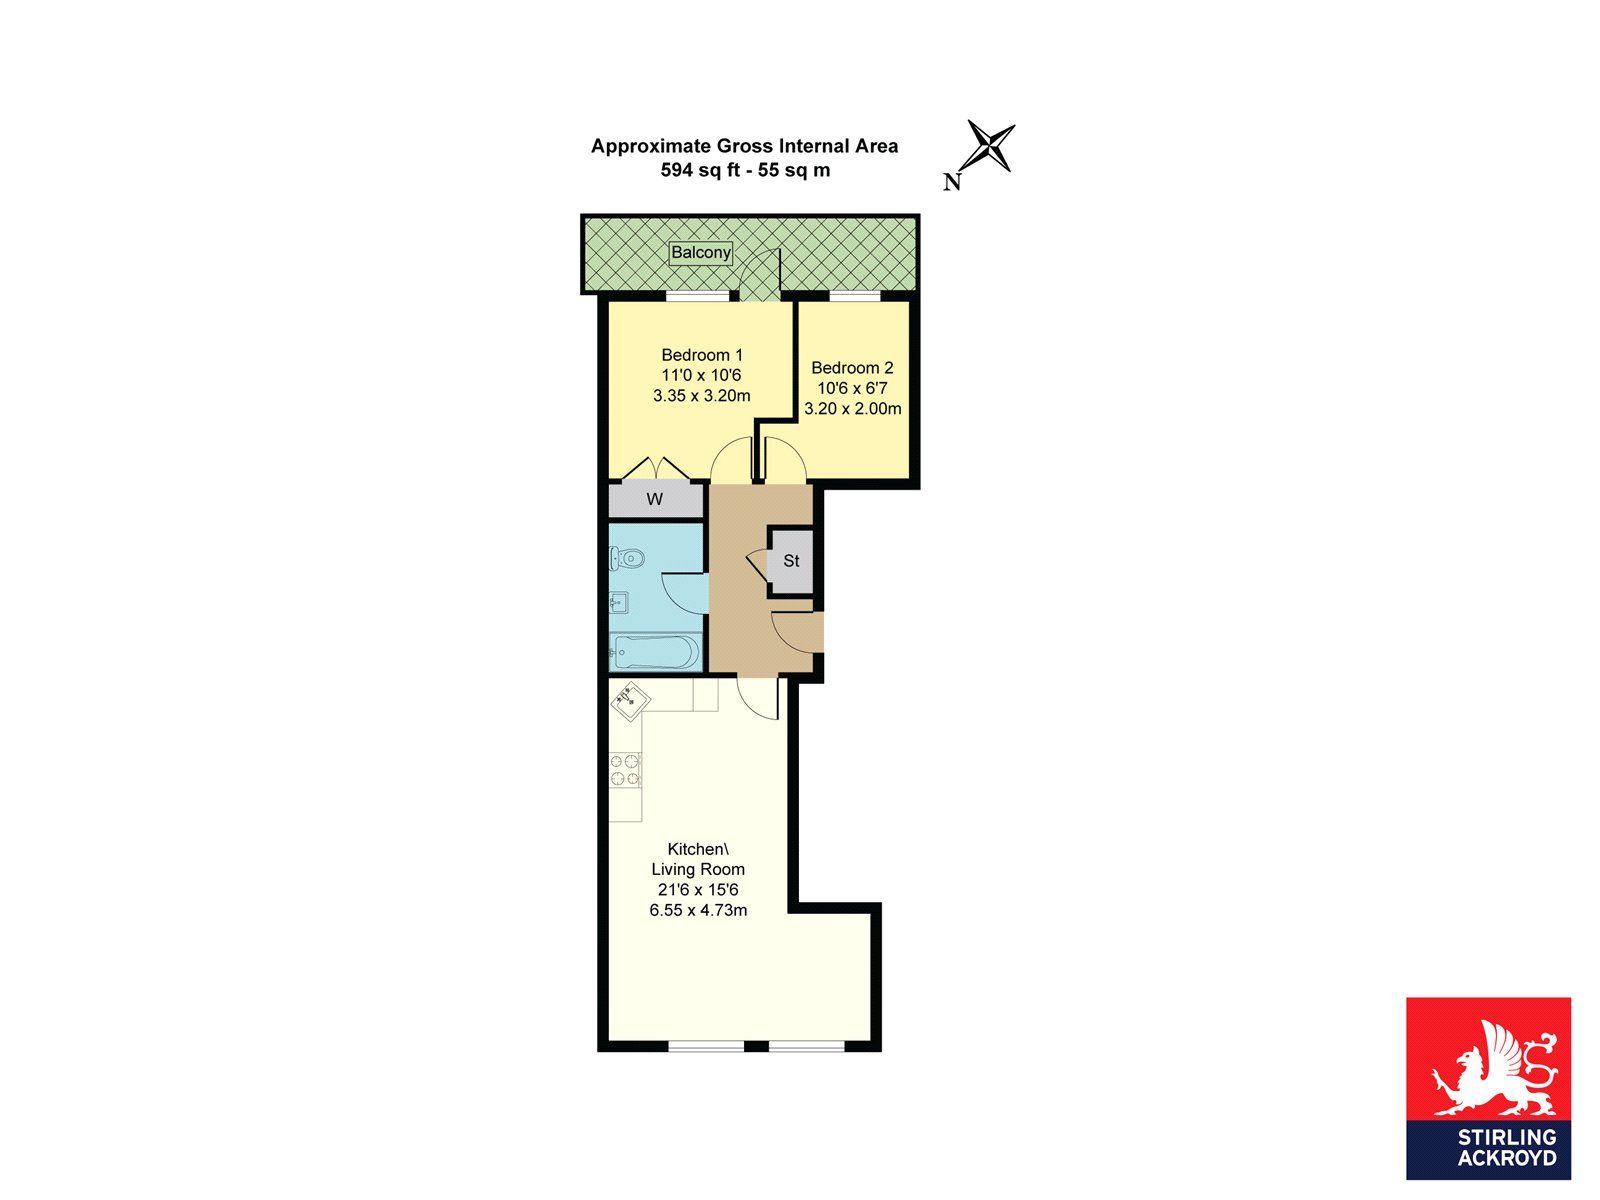 Approximate Gross Internal Area
594 sq ft - 55 sq m
N
Balcony
Bedroom 1
11'0 x 10'6
3.35 x 3.20m
Bedroom 2
10'6 x 6'7
3.20 x 2.00m
W
St
Kitchen\
Living Room
21'6 x 15'6
6.55 x 4.73m
STIRLING
ACKROYD